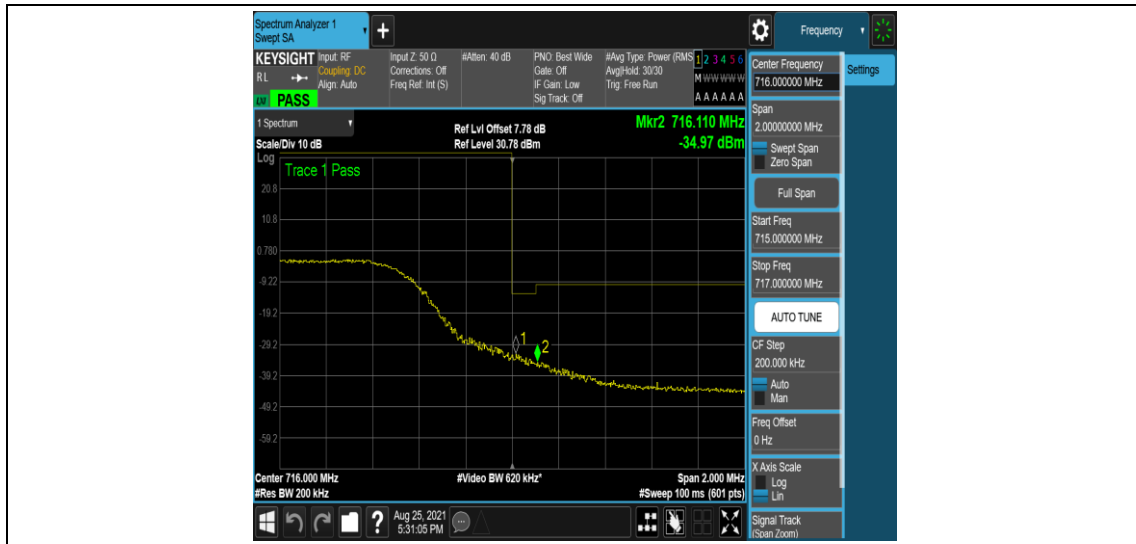 Spectrum Analyzer 1
Swept SA
+
Frequency
KEYSIGHT
RL
PASS
Input: RF
Coupling: DC
Align: Auto
Input Z: 50 Ω
Corrections: Off
Freq Ref: Int (S)
#Atten: 40 dB
PNO: Best Wide
Gate: Off
IF Gain: Low
Sig Track: Off
#Avg Type: Power (RMS
Avg|Hold: 30/30
Trig: Free Run
1 2 3 4 5 6
M W W W W W
A A A A A A
1 Spectrum
Scale/Div 10 dB
Ref Lvl Offset 7.78 dB
Ref Level 30.78 dBm
Mkr2 716.110 MHz
-34.97 dBm
Log
Trace 1 Pass
20.8
10.8
0.780
-9.22
-19.2
-29.2
-39.2
-49.2
-59.2
1
2
Center 716.000 MHz
#Res BW 200 kHz
#Video BW 620 kHz*
Span 2.000 MHz
#Sweep 100 ms (601 pts)
?
Aug 25, 2021
5:31:05 PM
Center Frequency
716.000000 MHz
Settings
Span
2.00000000 MHz
Swept Span
Zero Span
Full Span
Start Freq
715.000000 MHz
Stop Freq
717.000000 MHz
AUTO TUNE
CF Step
200.000 kHz
Auto
Man
Freq Offset
0 Hz
X Axis Scale
Log
Lin
Signal Track
(Span Zoom)